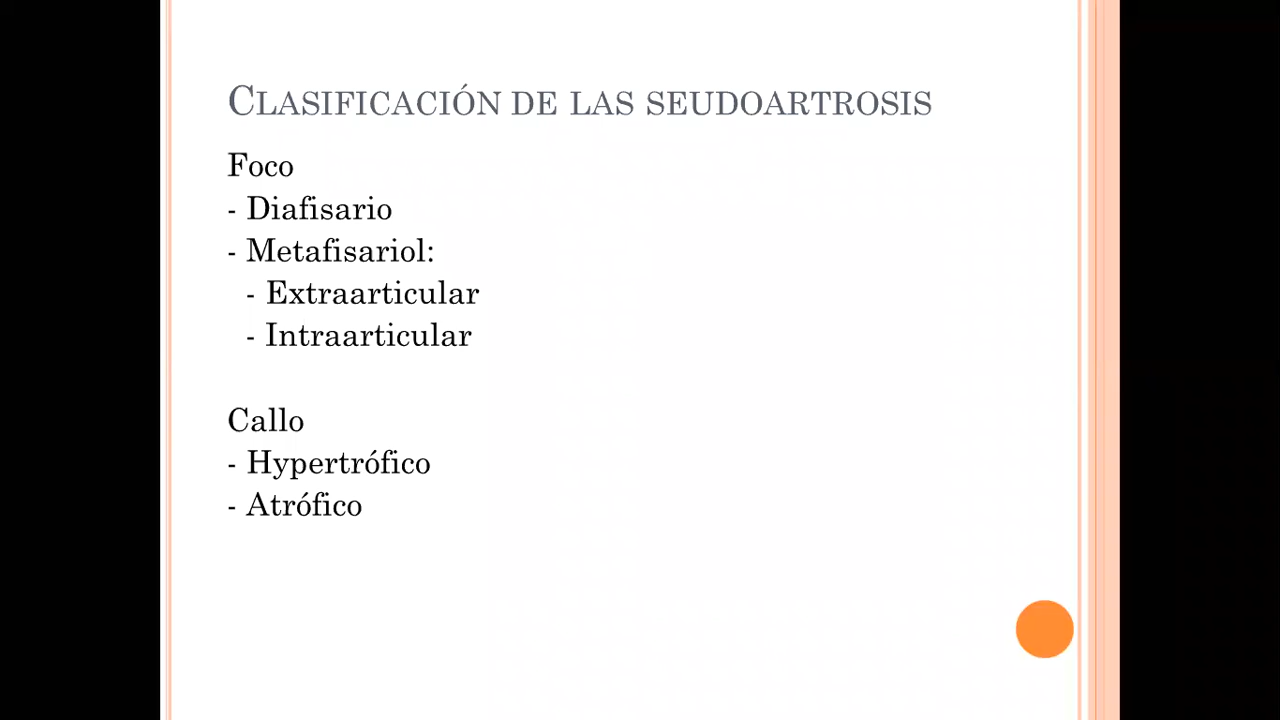 CLASIFICACIÓN DE LAS SEUDOARTROSIS
Foco
- Diafisario
- Metafisariol:
- Extraarticular
- Intraarticular
Callo
- Hypertrófico
- Atrófico